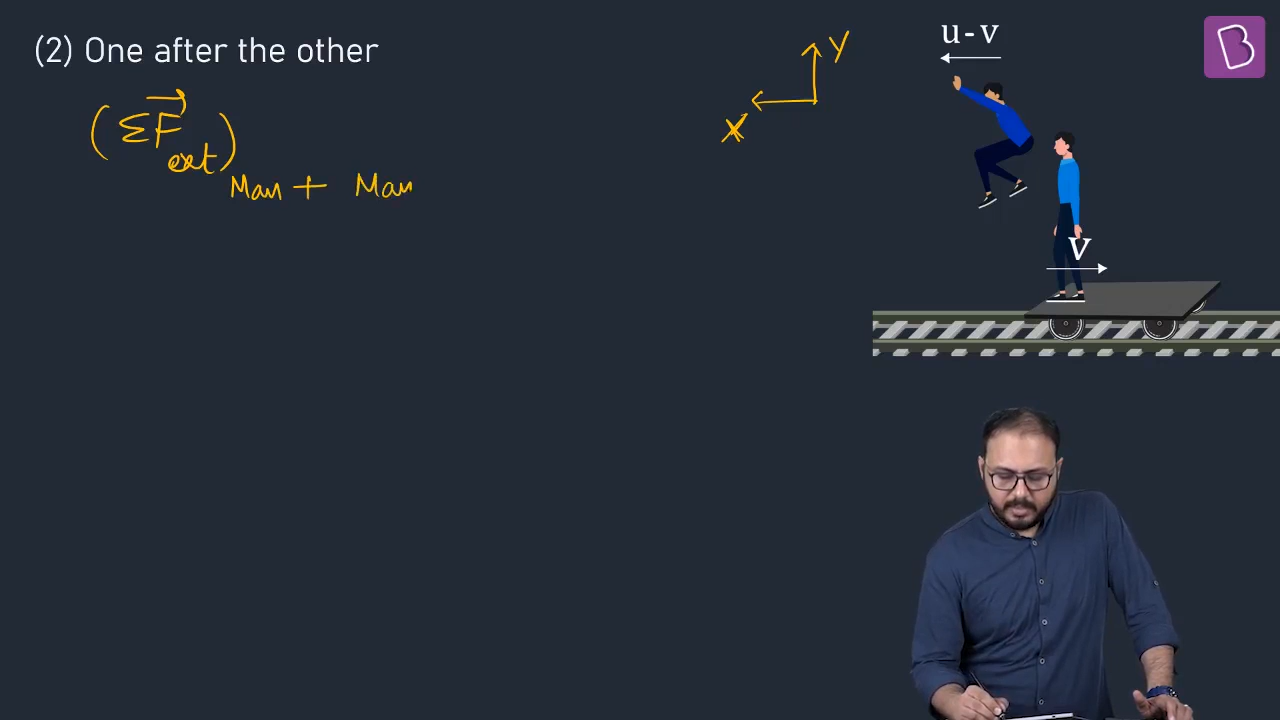 (2) One after the other
(ΣF⃗ext) Man + Man
Y
X
u - v
v